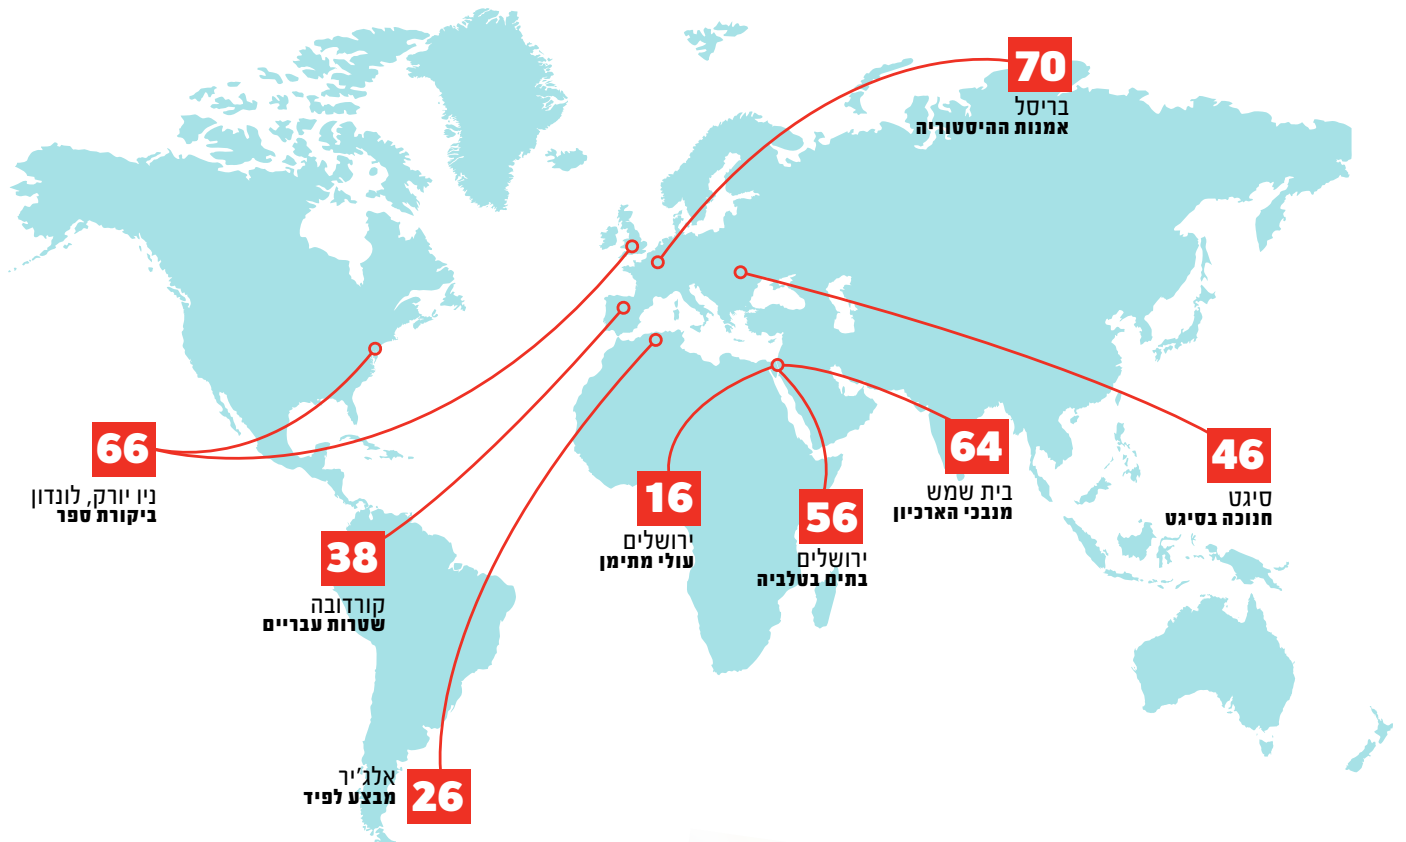 70
בריסל
אמנות ההיסטוריה
66
ניו יורק, לונדון
ביקורת ספר
38
קורדובה
שטרות עבריים
26
אלג'יר
מבצע לפיד
16
ירושלים
עולי מתימן
56
ירושלים
בתים בטלביה
64
בית שמש
מנבכי הארכיון
46
סיגט
חנוכה בסיגט